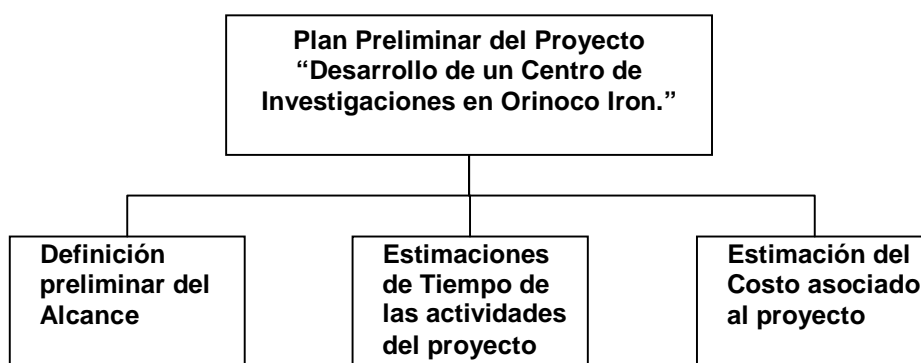 Plan Preliminar del Proyecto
“Desarrollo de un Centro de
Investigaciones en Orinoco Iron.”
Definición
preliminar del
Alcance
Estimaciones
de Tiempo de
las actividades
del proyecto
Estimación del
Costo asociado
al proyecto